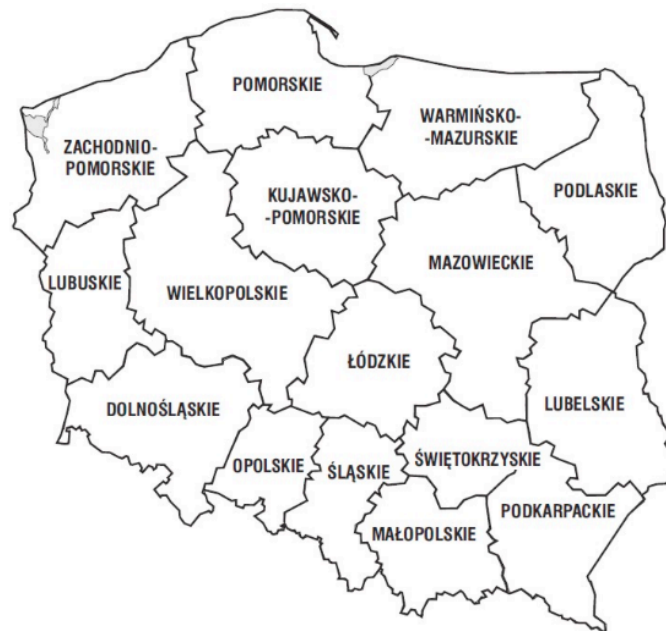 POMORSKIE
WARMIŃSKO-
-MAZURSKIE
ZACHODNIO-
POMORSKIE
PODLASKIE
KUJAWSKO-
-POMORSKIE
MAZOWIECKIE
LUBUSKIE
WIELKOPOLSKIE
ŁÓDZKIE
DOLNOŚLĄSKIE
LUBELSKIE
OPOLSKIE
ŚLĄSKIE
ŚWIĘTOKRZYSKIE
PODKARPACKIE
MAŁOPOLSKIE